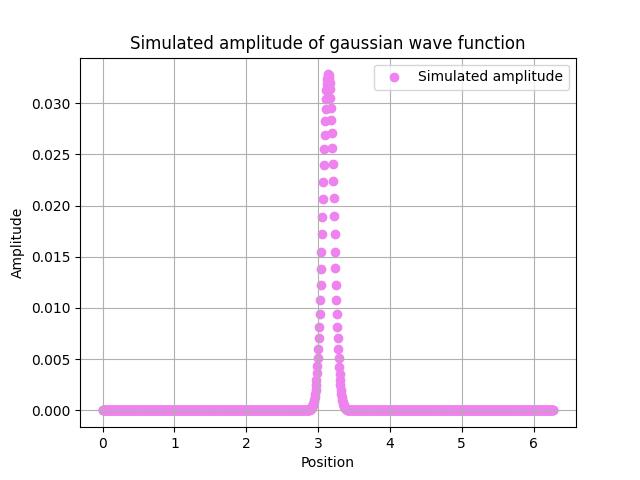 Simulated amplitude of gaussian wave function
Simulated amplitude
0.030
0.025
0.020
0.015
0.010
0.005
0.000
Amplitude
0 1 2 3 4 5 6
Position